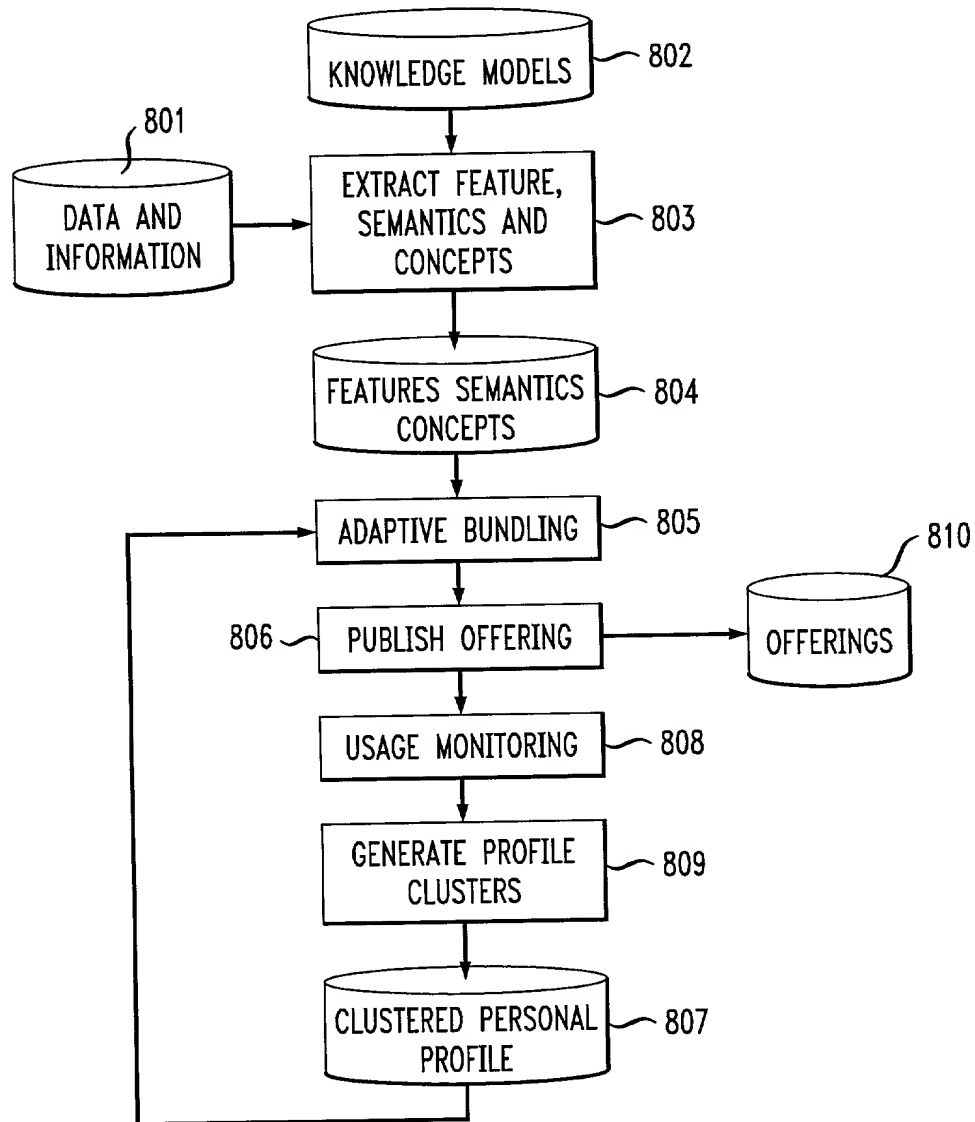 KNOWLEDGE MODELS
802
801
DATA AND
INFORMATION
EXTRACT FEATURE,
SEMANTICS AND
CONCEPTS
803
FEATURES SEMANTICS
CONCEPTS
804
ADAPTIVE BUNDLING
805
810
806
PUBLISH OFFERING
OFFERINGS
USAGE MONITORING
808
GENERATE PROFILE
CLUSTERS
809
CLUSTERED PERSONAL
PROFILE
807